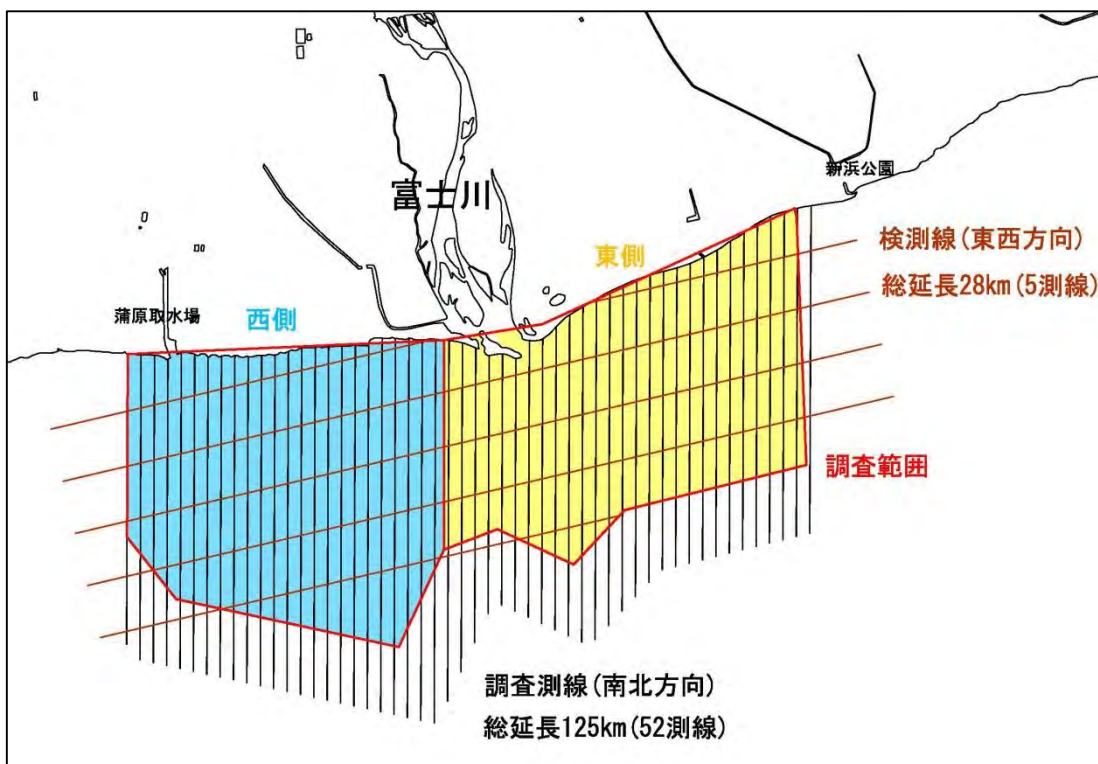 新浜公園
富士川
検測線(東西方向)
東側
総延長28km(5測線)
蒲原取水場
西側
調査範囲
調査測線(南北方向)
総延長125km(52測線)